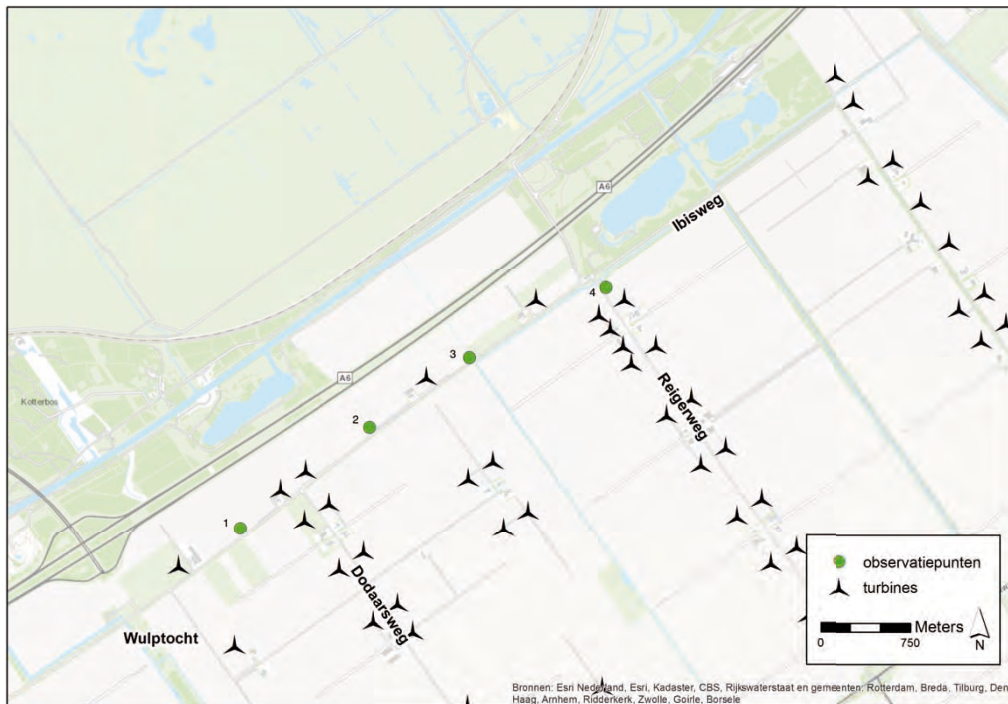 A6
Ibisweg
4
3
A6
Reigerweg
Kotterbos
2
1
Dodaarsweg
Wulptocht
observatiepunten
turbines
Meters
0 750
N
Bronnen: Esri Nederland, Esri, Kadaster, CBS, Rijkswaterstaat en gemeenten: Rotterdam, Breda, Tilburg, Den
Haag, Arnhem, Ridderkerk, Zwolle, Goirle, Borsele